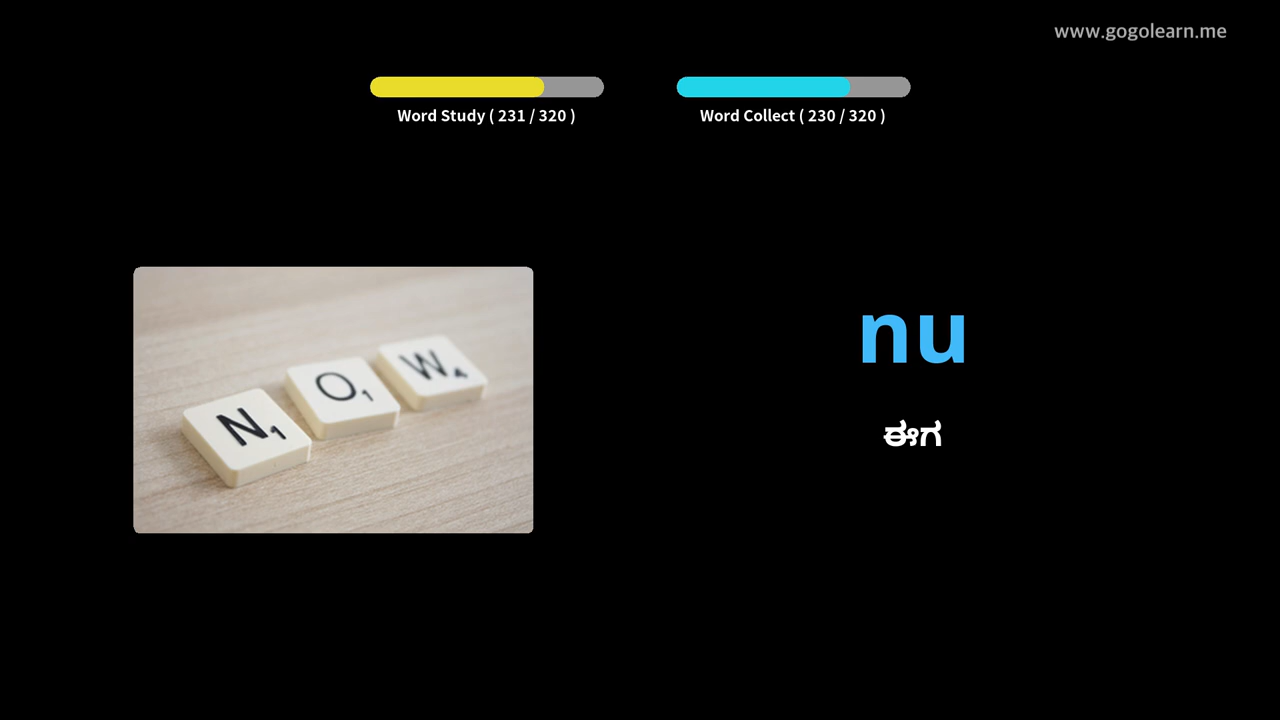 www.gogolearn.me
Word Study ( 231 / 320 )
Word Collect ( 230 / 320 )
N1 O1 W4
nu
ಈಗ